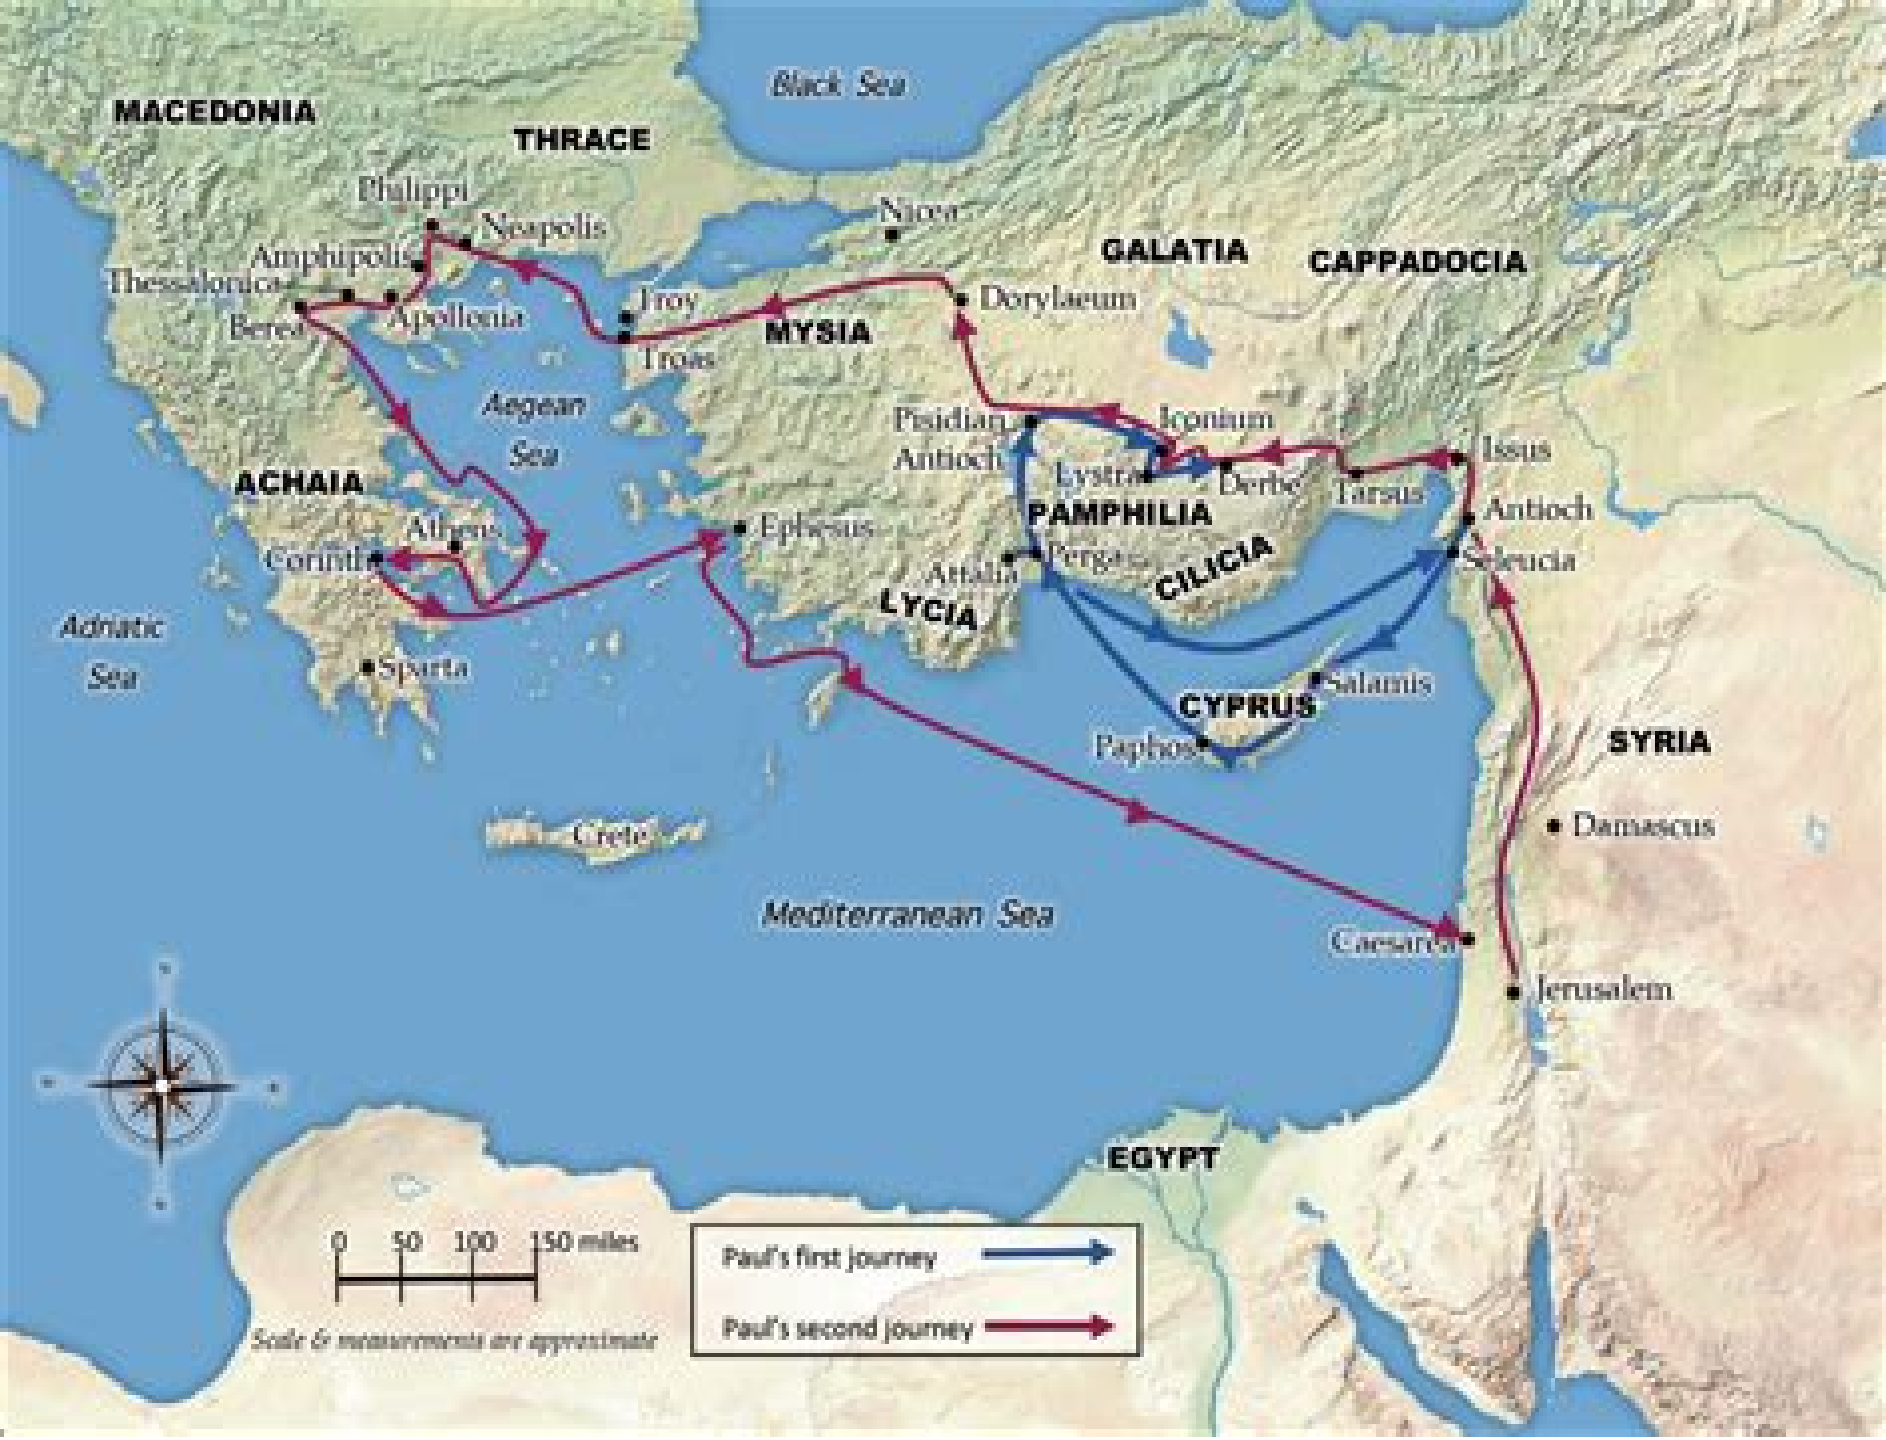 Black Sea
MACEDONIA
THRACE
Philippi
Nicea
Neapolis
GALATIA
CAPPADOCIA
Amphipolis
Thessalonica
Troy
Dorylaeum
Apollonia
Berea
MYSIA
Troas
Aegean
Sea
Pisidian
Antioch
Iconium
Issus
Lystra
Derbe
Tarsus
ACHAIA
PAMPHILIA
Antioch
Athens
Ephesus
Corinth
Perga
Seleucia
Attalia
CILICIA
LYCIA
Adriatic
Sea
Sparta
Salamis
CYPRUS
Paphos
SYRIA
Crete
Damascus
Mediterranean Sea
Caesarea
Jerusalem
EGYPT
0 50 100 150 miles
Scale & measurements are approximate
Paul's first journey
Paul's second journey